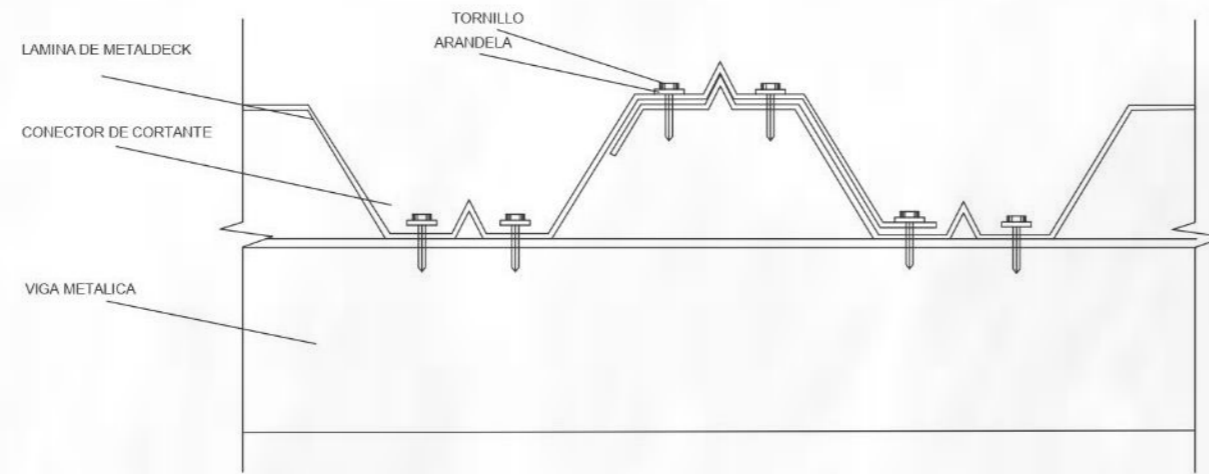 TORNILLO
ARANDELA
LAMINA DE METALDECK
CONECTOR DE CORTANTE
VIGA METALICA